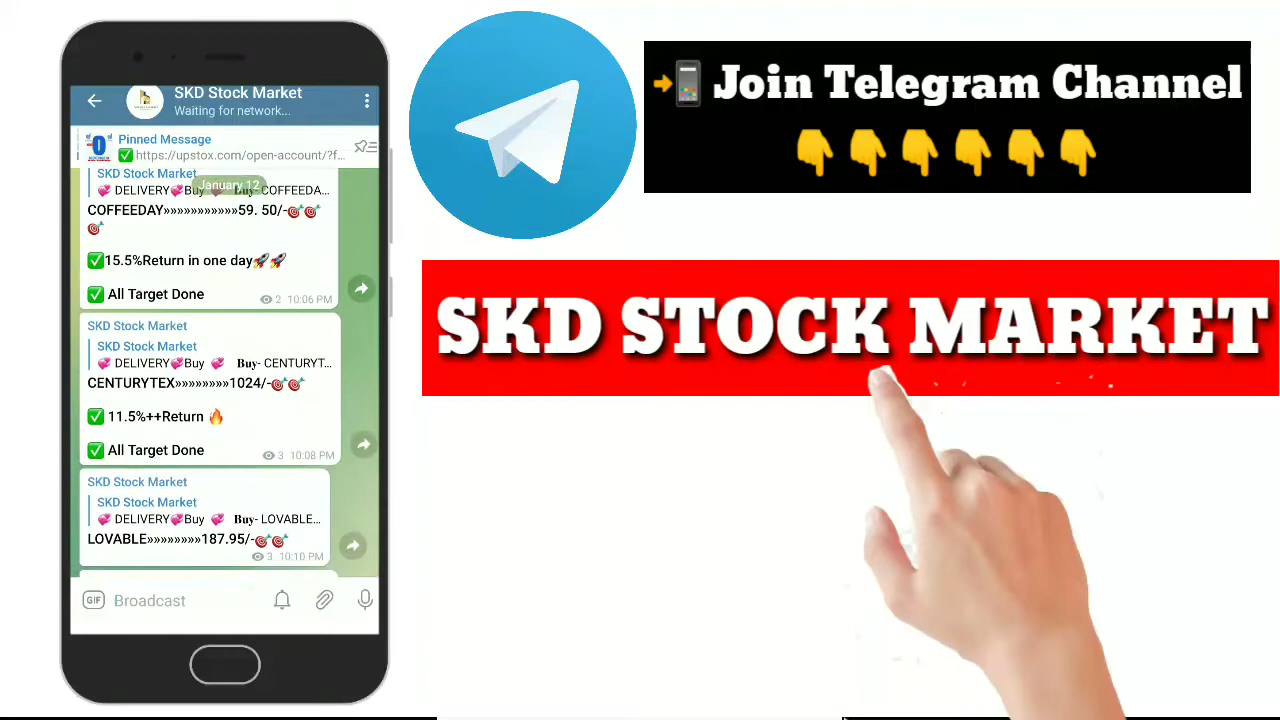 SKD Stock Market
Waiting for network...
Pinned Message
✅ https://upstox.com/open-account/?f...
SKD Stock Market
January 12
💞 DELIVERY💞Buy 💞 Buy- COFFEEDA...
COFFEEDAY»»»»»»»»»»»59. 50/-🎯🎯
🎯
✅15.5%Return in one day🚀🚀
✅ All Target Done
2 10:06 PM
SKD Stock Market
SKD Stock Market
💞 DELIVERY💞Buy 💞 Buy- CENTURYT...
CENTURYTEX»»»»»»»»1024/-🎯🎯
✅ 11.5%++Return 🔥
✅ All Target Done
3 10:08 PM
SKD Stock Market
SKD Stock Market
💞 DELIVERY💞Buy 💞 Buy- LOVABLE...
LOVABLE»»»»»»»»187.95/-🎯🎯
3 10:10 PM
GIF Broadcast
📲 Join Telegram Channel
👇👇👇👇👇👇
SKD STOCK MARKET